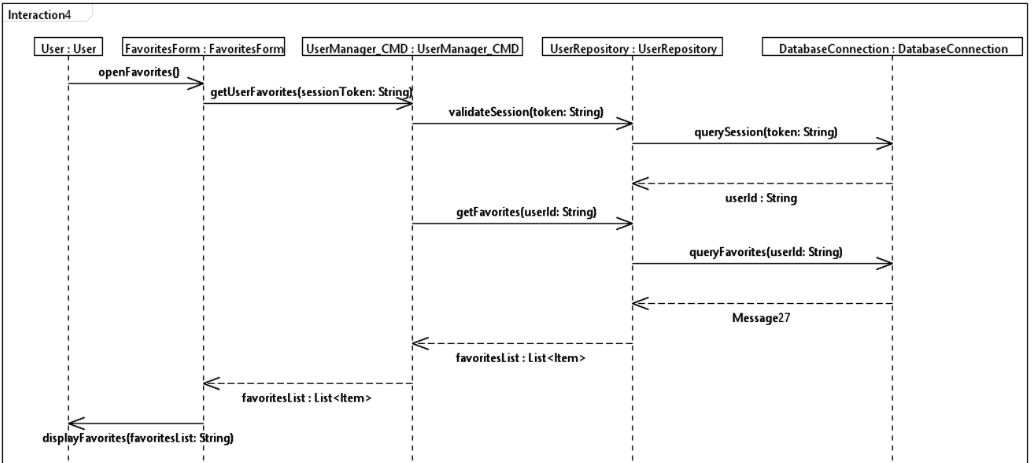 Interaction4
User : User
FavoritesForm : FavoritesForm
UserManager_CMD : UserManager_CMD
UserRepository : UserRepository
DatabaseConnection : DatabaseConnection
openFavorites()
getUserFavorites(sessionToken: String)
validateSession(token: String)
querySession(token: String)
userId : String
getFavorites(userId: String)
queryFavorites(userId: String)
Message27
favoritesList : List<Item>
favoritesList : List<Item>
displayFavorites(favoritesList: String)